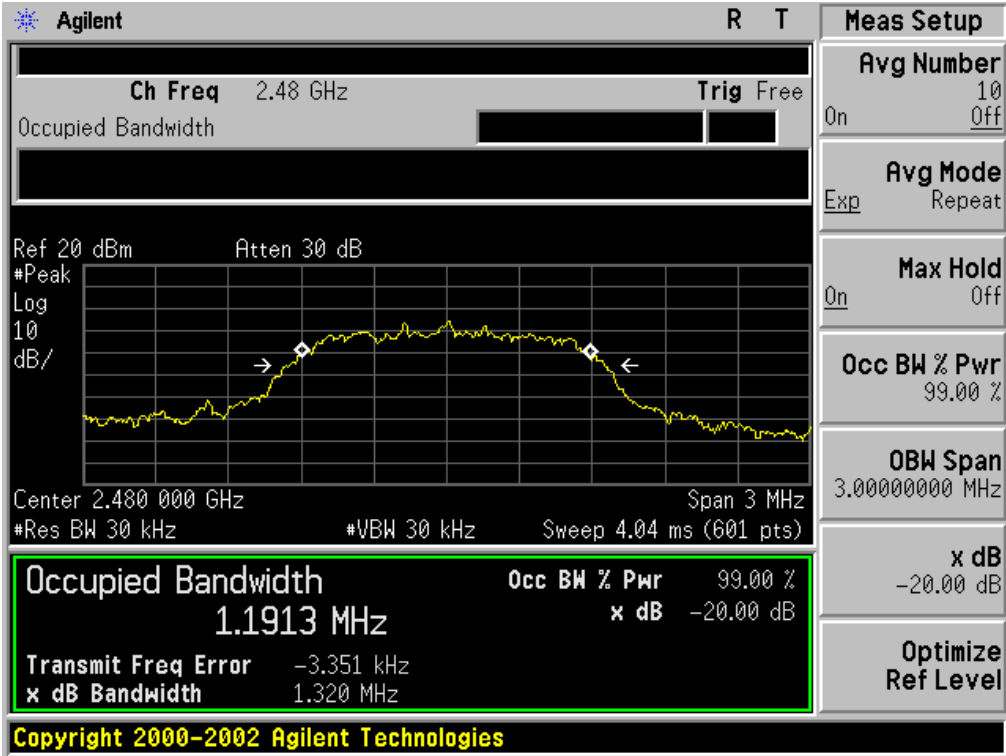 Agilent R T
Ch Freq 2.48 GHz Trig Free
Occupied Bandwidth
Ref 20 dBm Atten 30 dB
#Peak
Log
10
dB/
Center 2.480 000 GHz Span 3 MHz
#Res BW 30 kHz #VBW 30 kHz Sweep 4.04 ms (601 pts)
Occupied Bandwidth Occ BW % Pwr 99.00 %
1.1913 MHz x dB -20.00 dB
Transmit Freq Error -3.351 kHz
x dB Bandwidth 1.320 MHz
Copyright 2000-2002 Agilent Technologies
Meas Setup
Avg Number
10
On Off
Avg Mode
Exp Repeat
Max Hold
On Off
Occ BW % Pwr
99.00 %
OBW Span
3.00000000 MHz
x dB
-20.00 dB
Optimize
Ref Level